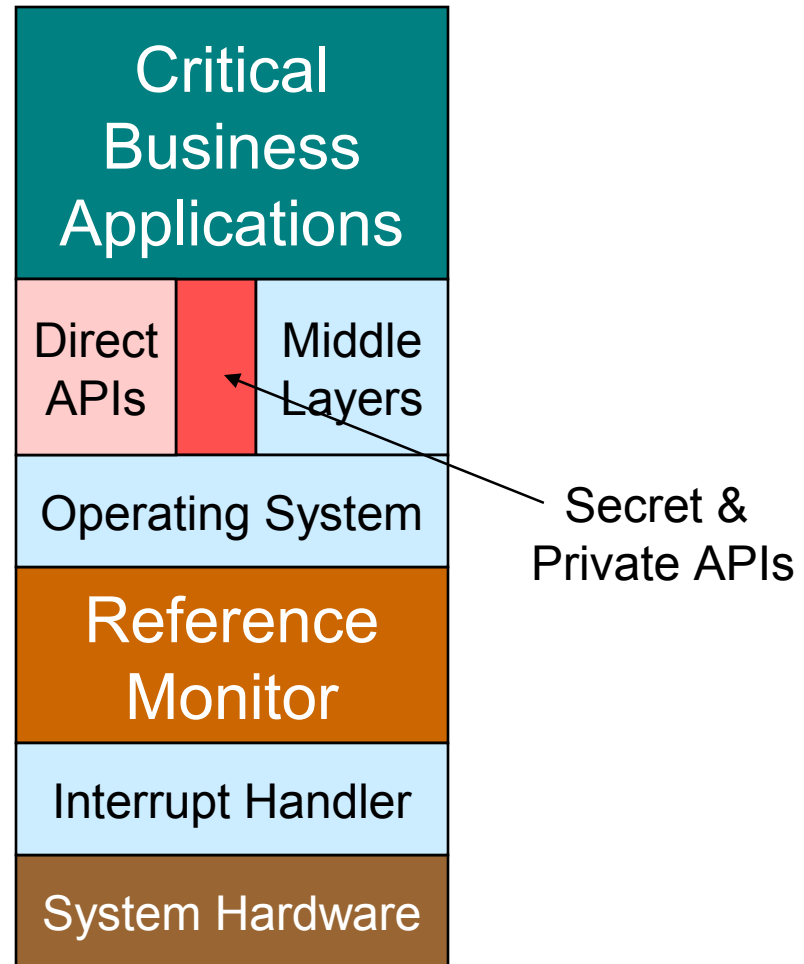 Critical
Business
Applications
Direct
APIs
Middle
Layers
Secret &
Private APIs
Operating System
Reference
Monitor
Interrupt Handler
System Hardware